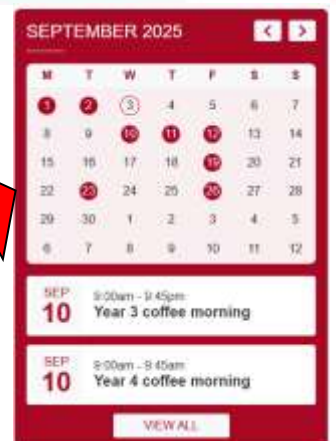 SEPTEMBER 2025
M T W T F S S
1 2 3 4 5 6 7
8 9 10 11 12 13 14
15 16 17 18 19 20 21
22 23 24 25 26 27 28
29 30 1 2 3 4 5
6 7 8 9 10 11 12
SEP
10
9:00am - 9:45pm
Year 3 coffee morning
SEP
10
9:00am - 9:45am
Year 4 coffee morning
VIEW ALL